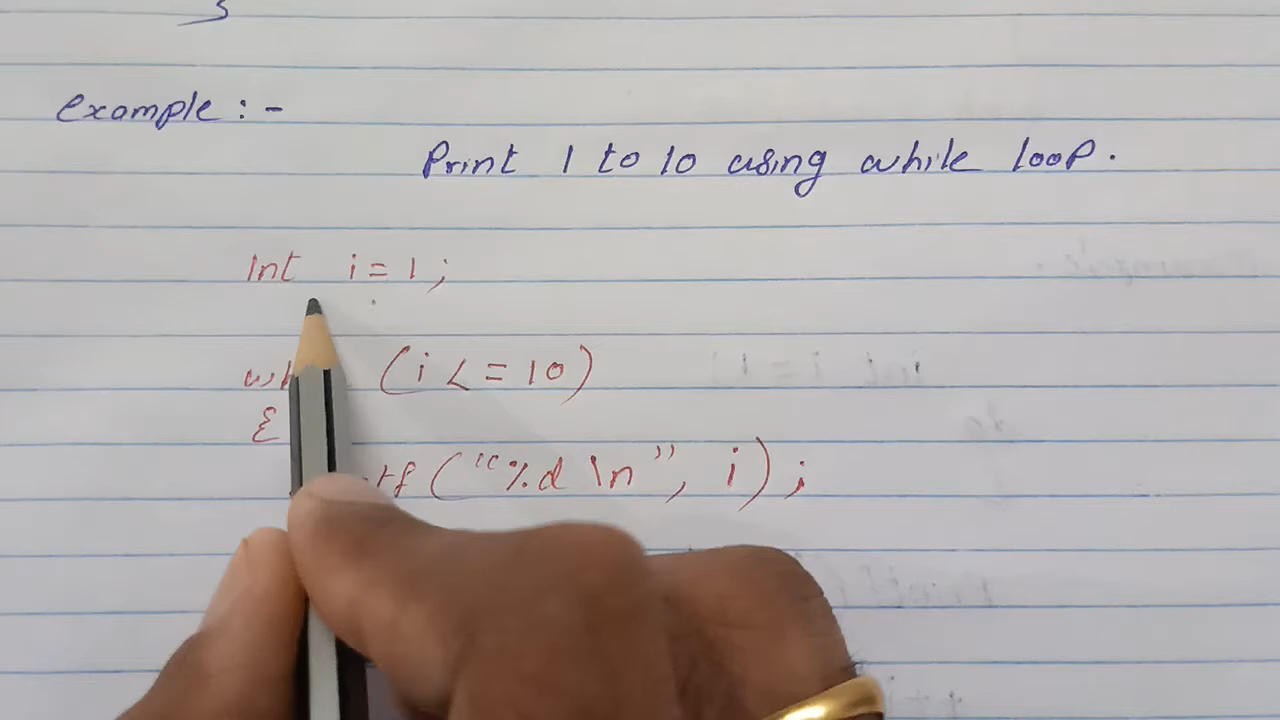 example :-
Print 1 to 10 using while loop.
Int i = 1 ;
(i <= 10)
{
("%d \n", i) ;